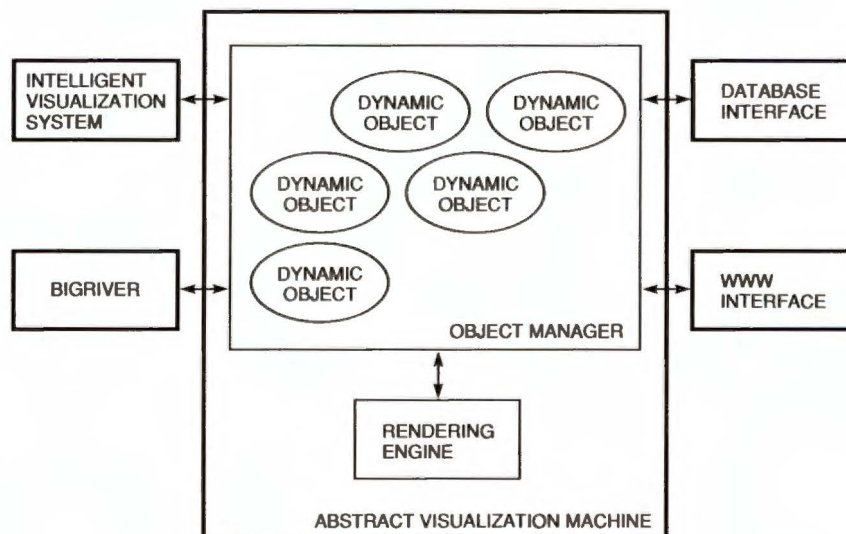 INTELLIGENT
VISUALIZATION
SYSTEM
DYNAMIC
OBJECT
DYNAMIC
OBJECT
DATABASE
INTERFACE
DYNAMIC
OBJECT
DYNAMIC
OBJECT
BIGRIVER
DYNAMIC
OBJECT
WWW
INTERFACE
OBJECT MANAGER
RENDERING
ENGINE
ABSTRACT VISUALIZATION MACHINE